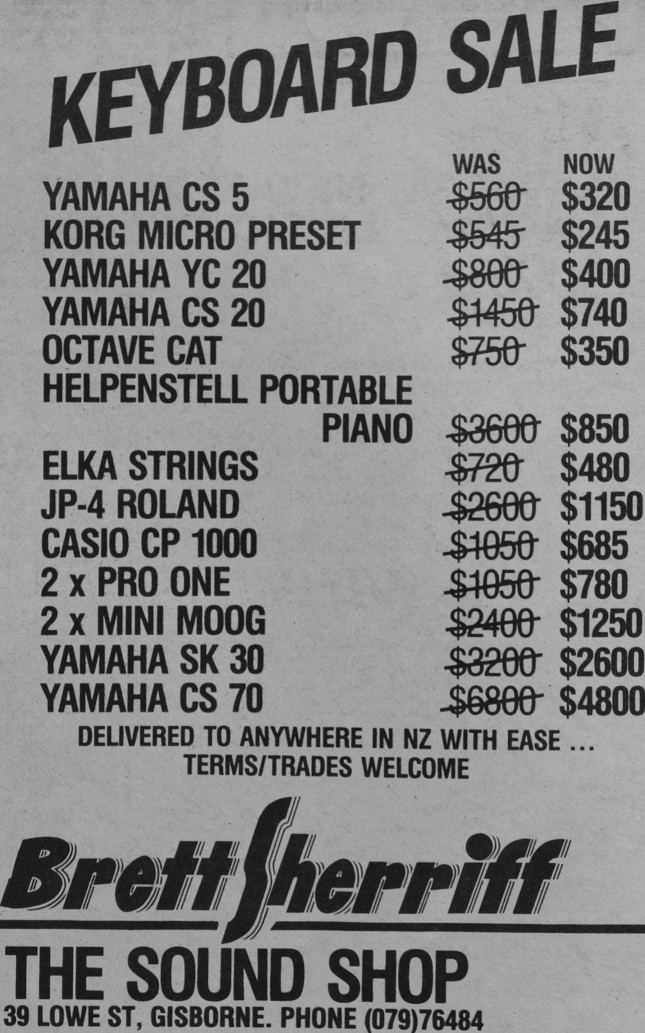 KEYBOARD SALE
WAS NOW
YAMAHA CS 5 $560 $320
KORG MICRO PRESET $545 $245
YAMAHA YC 20 $800 $400
YAMAHA CS 20 $1450 $740
OCTAVE CAT $750 $350
HELPENSTELL PORTABLE
PIANO $3600 $850
ELKA STRINGS $720 $480
JP-4 ROLAND $2600 $1150
CASIO CP 1000 $1050 $685
2 x PRO ONE $1050 $780
2 x MINI MOOG $2400 $1250
YAMAHA SK 30 $3200 $2600
YAMAHA CS 70 $6800 $4800
DELIVERED TO ANYWHERE IN NZ WITH EASE ...
TERMS/TRADES WELCOME
Brett Sherriff
THE SOUND SHOP
39 LOWE ST, GISBORNE. PHONE (079)76484